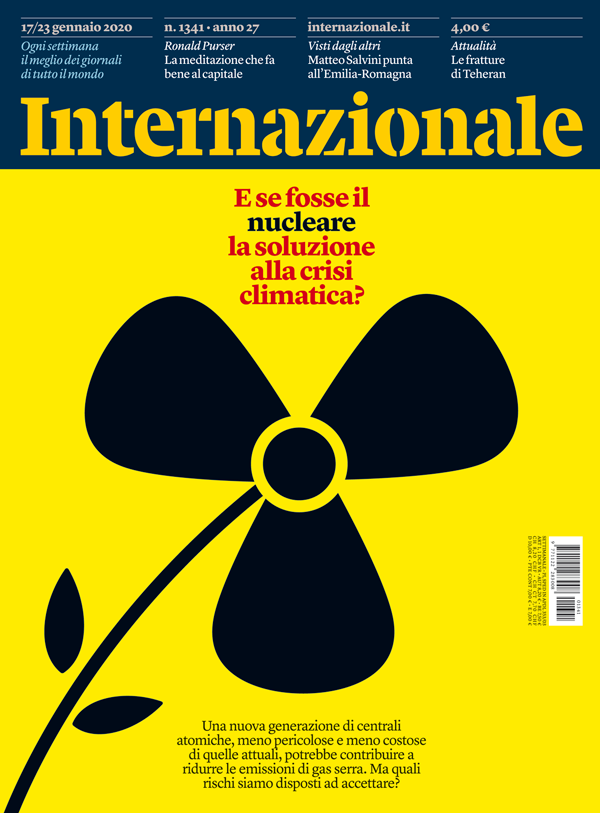 17/23 gennaio 2020
Ogni settimana
il meglio dei giornali
di tutto il mondo
n. 1341 · anno 27
Ronald Purser
La meditazione che fa
bene al capitale
internazionale.it
Visti dagli altri
Matteo Salvini punta
all’Emilia-Romagna
4,00 €
Attualità
Le fratture
di Teheran
Internazionale
E se fosse il
nucleare
la soluzione
alla crisi
climatica?
Una nuova generazione di centrali
atomiche, meno pericolose e meno costose
di quelle attuali, potrebbe contribuire a
ridurre le emissioni di gas serra. Ma quali
rischi siamo disposti ad accettare?